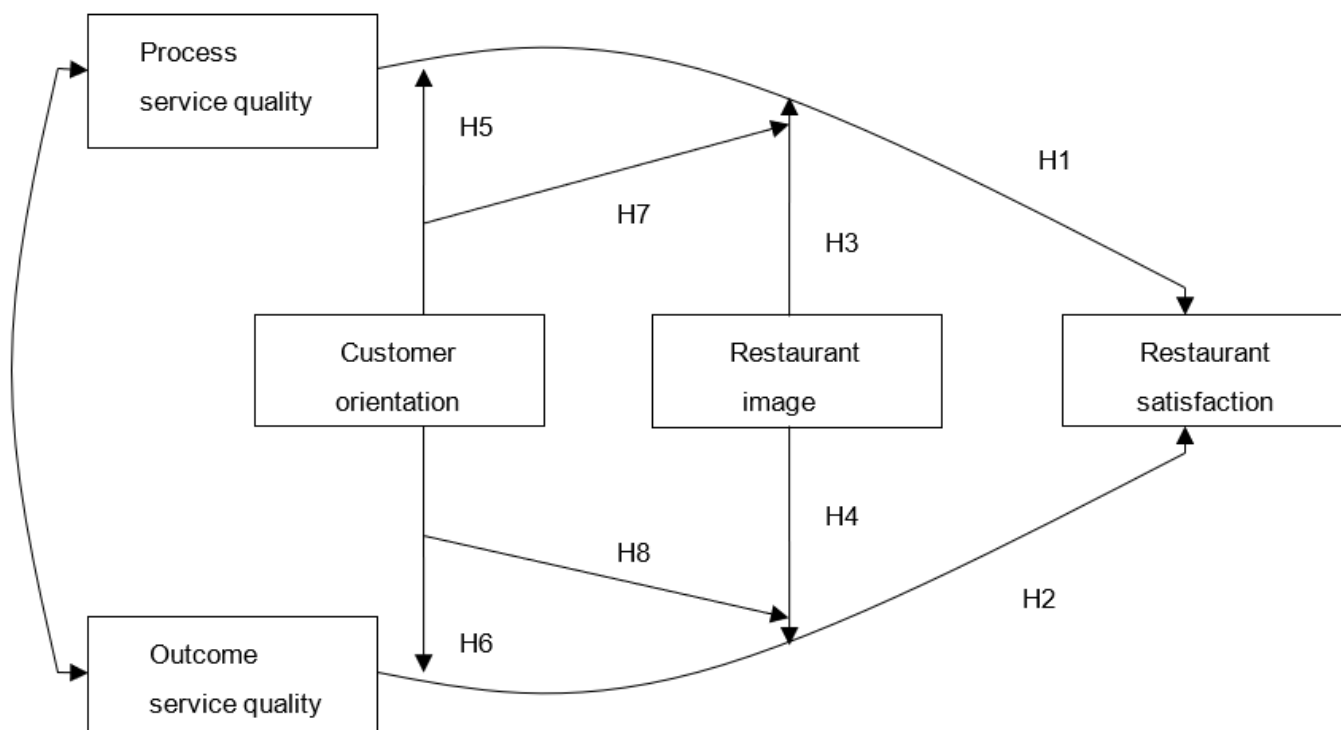 Process
service quality
H5
H1
H7
H3
Customer
orientation
Restaurant
image
Restaurant
satisfaction
H4
H8
H2
H6
Outcome
service quality